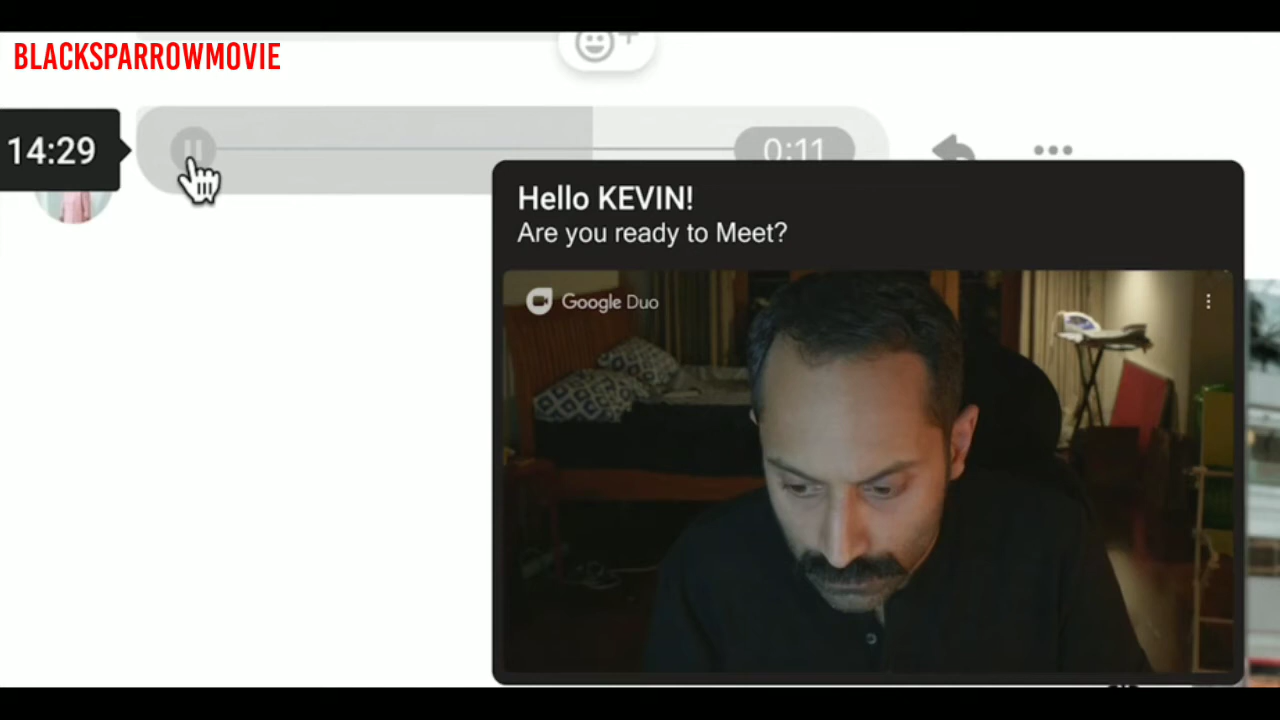 BLACKSPARROWMOVIE
14:29
0:11
Hello KEVIN!
Are you ready to Meet?
Google Duo